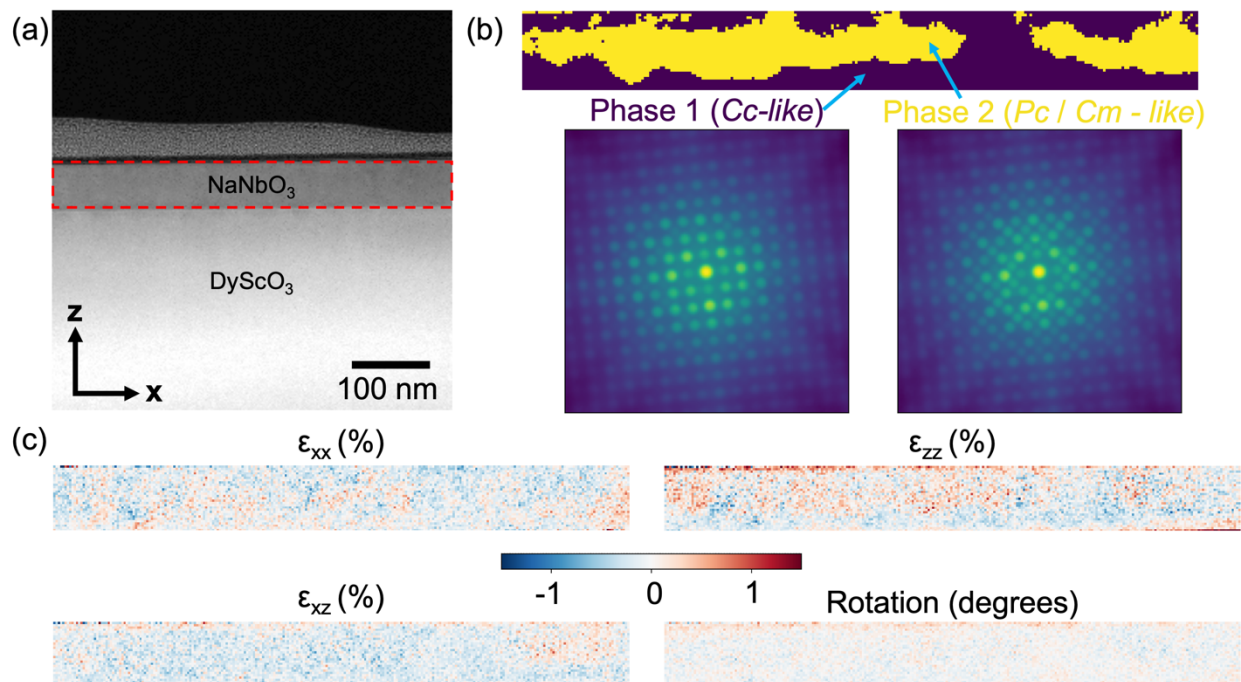 (a)
NaNbO₃
DyScO₃
z
x
100 nm
(b)
Phase 1 (Cc-like)
Phase 2 (Pc / Cm - like)
(c)
εxx (%)
εzz (%)
-1 0 1
εxz (%)
Rotation (degrees)